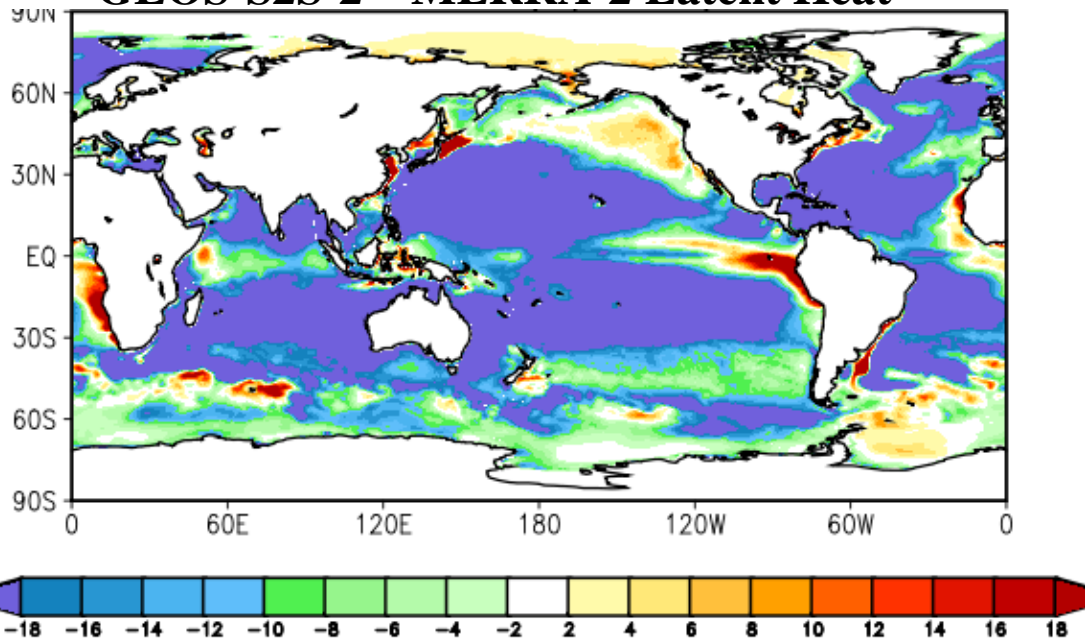 GEOS-S2S-2 - MERRA-2 Latent Heat
90N
60N
30N
EQ
30S
60S
90S
0 60E 120E 180 120W 60W 0
-18 -16 -14 -12 -10 -8 -6 -4 -2 2 4 6 8 10 12 14 16 18